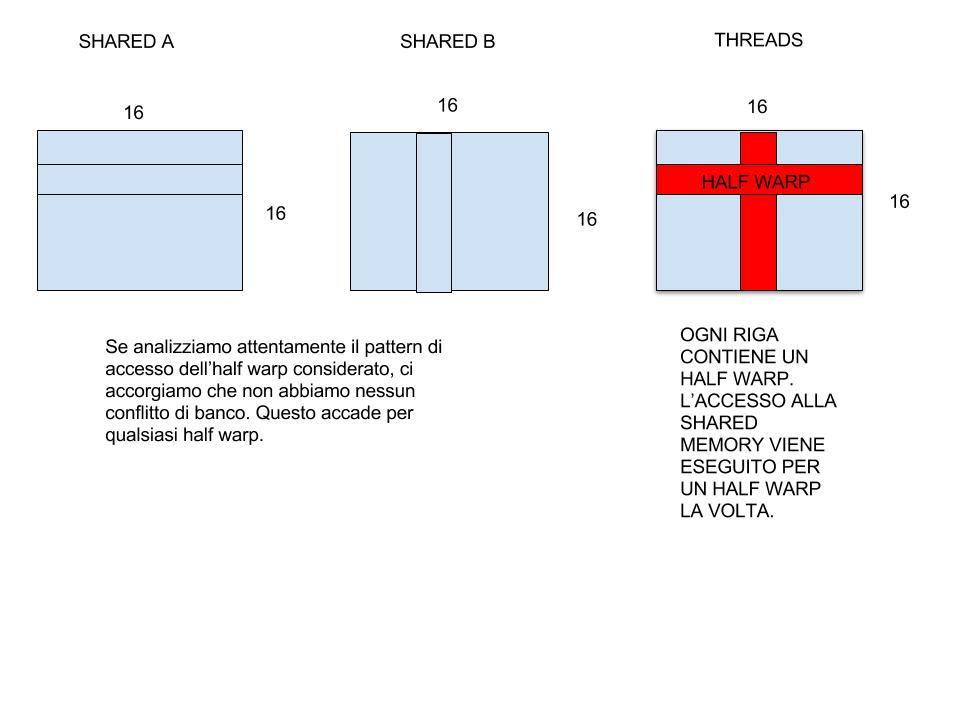 SHARED A
SHARED B
THREADS
16
16
16
16
16
16
HALF WARP
Se analizziamo attentamente il pattern di
accesso dell'half warp considerato, ci
accorgiamo che non abbiamo nessun
conflitto di banco. Questo accade per
qualsiasi half warp.
OGNI RIGA
CONTIENE UN
HALF WARP.
L'ACCESSO ALLA
SHARED
MEMORY VIENE
ESEGUITO PER
UN HALF WARP
LA VOLTA.